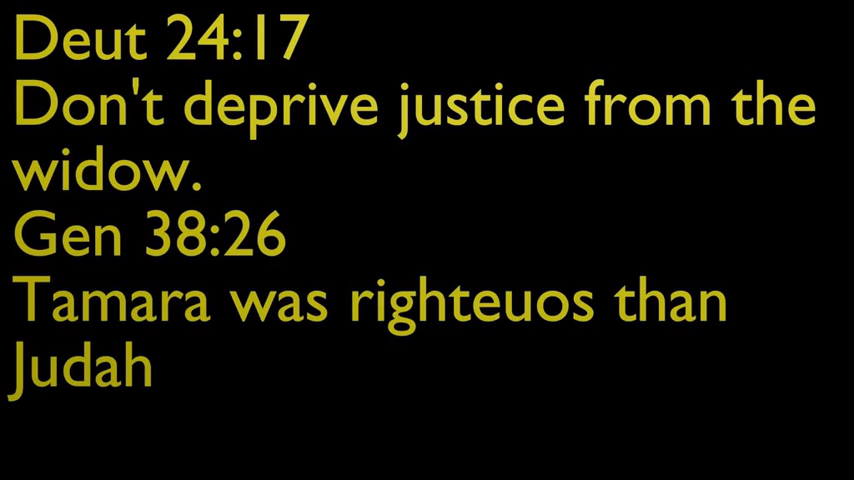 Deut 24:17
Don't deprive justice from the
widow.
Gen 38:26
Tamara was righteuos than
Judah